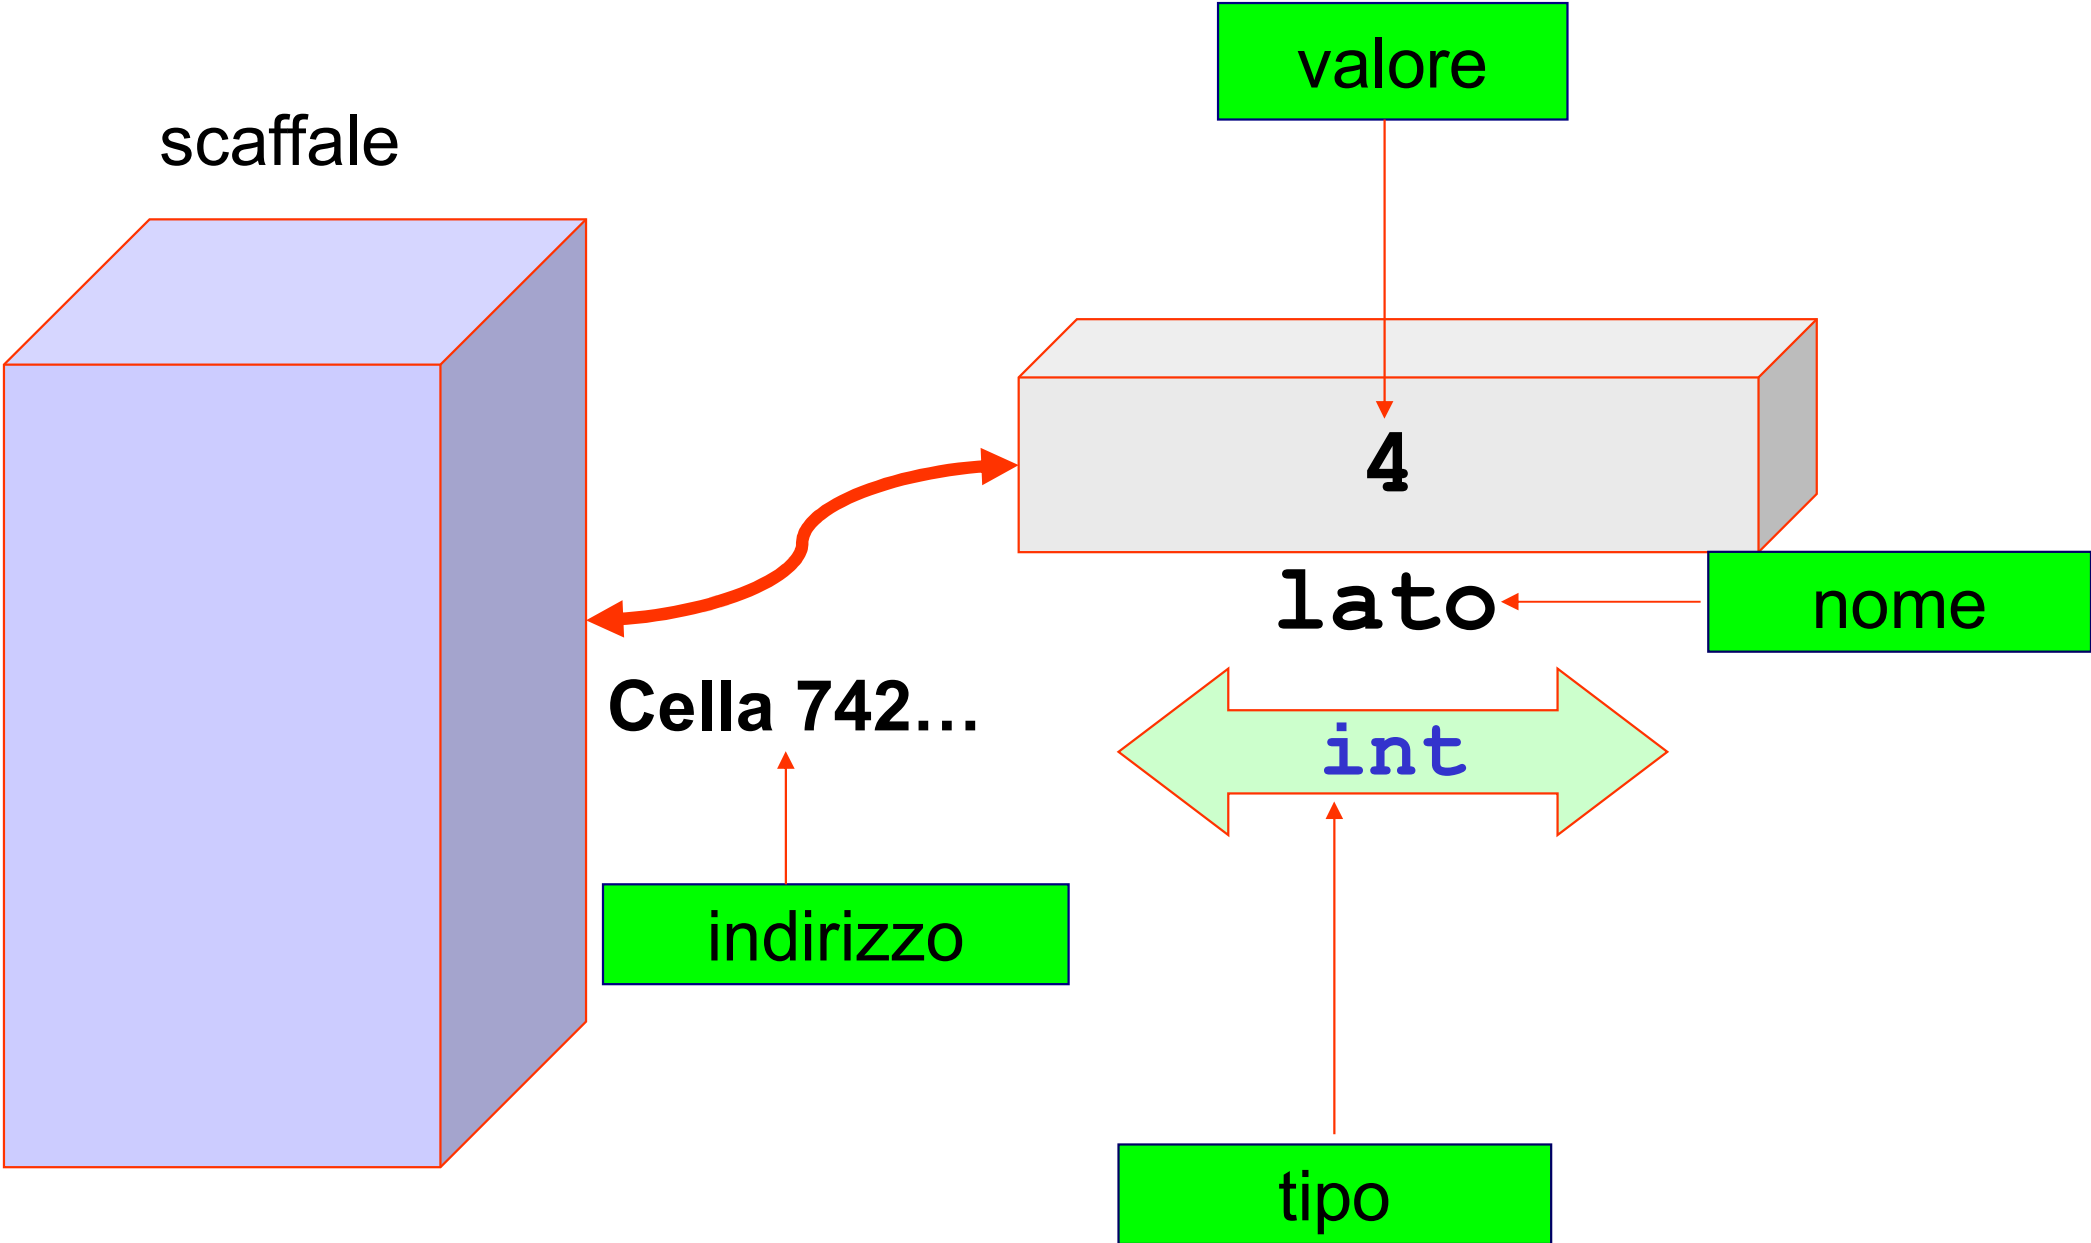 valore
scaffale
4
lato
nome
Cella 742…
int
indirizzo
tipo